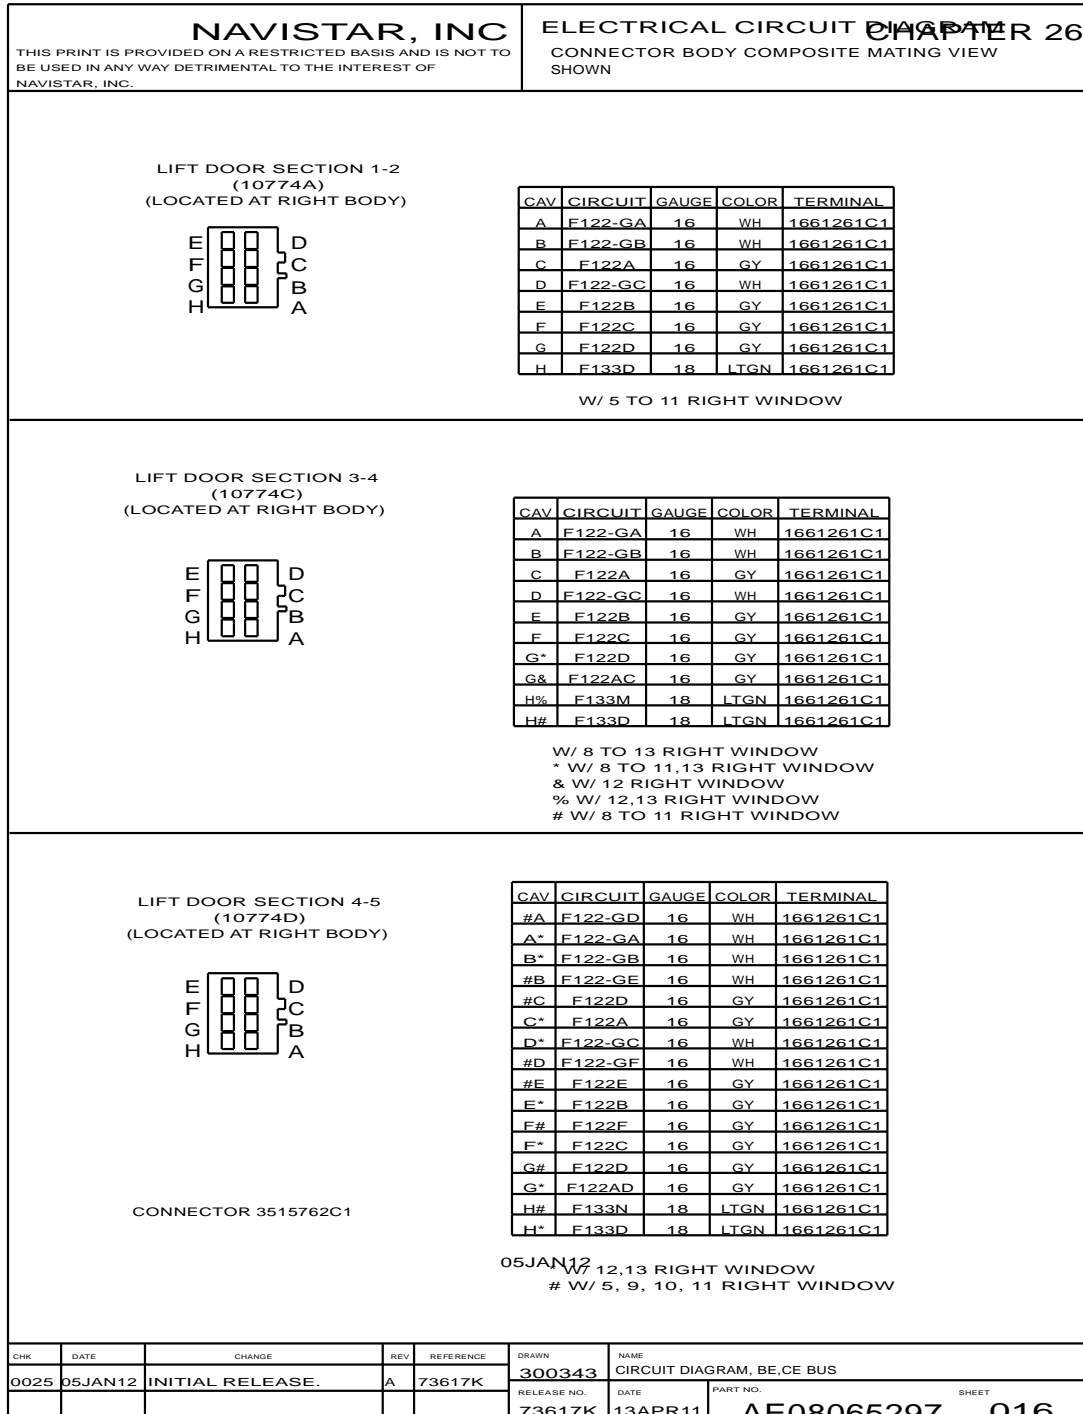 NAVISTAR, INC
THIS PRINT IS PROVIDED ON A RESTRICTED BASIS AND IS NOT TO
BE USED IN ANY WAY DETRIMENTAL TO THE INTEREST OF
NAVISTAR, INC.
ELECTRICAL CIRCUIT DIAGRAM
CHAPTER 26
CONNECTOR BODY COMPOSITE MATING VIEW
SHOWN
LIFT DOOR SECTION 1-2
(10774A)
(LOCATED AT RIGHT BODY)
E D
F C
G B
H A
CAV CIRCUIT GAUGE COLOR TERMINAL
A F122-GA 16 WH 1661261C1
B F122-GB 16 WH 1661261C1
C F122A 16 GY 1661261C1
D F122-GC 16 WH 1661261C1
E F122B 16 GY 1661261C1
F F122C 16 GY 1661261C1
G F122D 16 GY 1661261C1
H F133D 18 LTGN 1661261C1
W/ 5 TO 11 RIGHT WINDOW
LIFT DOOR SECTION 3-4
(10774C)
(LOCATED AT RIGHT BODY)
E D
F C
G B
H A
CAV CIRCUIT GAUGE COLOR TERMINAL
A F122-GA 16 WH 1661261C1
B F122-GB 16 WH 1661261C1
C F122A 16 GY 1661261C1
D F122-GC 16 WH 1661261C1
E F122B 16 GY 1661261C1
F F122C 16 GY 1661261C1
G* F122D 16 GY 1661261C1
G& F122AC 16 GY 1661261C1
H% F133M 18 LTGN 1661261C1
H# F133D 18 LTGN 1661261C1
W/ 8 TO 13 RIGHT WINDOW
* W/ 8 TO 11,13 RIGHT WINDOW
& W/ 12 RIGHT WINDOW
% W/ 12,13 RIGHT WINDOW
# W/ 8 TO 11 RIGHT WINDOW
LIFT DOOR SECTION 4-5
(10774D)
(LOCATED AT RIGHT BODY)
E D
F C
G B
H A
CONNECTOR 3515762C1
CAV CIRCUIT GAUGE COLOR TERMINAL
#A F122-GD 16 WH 1661261C1
A* F122-GA 16 WH 1661261C1
B* F122-GB 16 WH 1661261C1
#B F122-GE 16 WH 1661261C1
#C F122D 16 GY 1661261C1
C* F122A 16 GY 1661261C1
D* F122-GC 16 WH 1661261C1
#D F122-GF 16 WH 1661261C1
#E F122E 16 GY 1661261C1
E* F122B 16 GY 1661261C1
F# F122F 16 GY 1661261C1
F* F122C 16 GY 1661261C1
G# F122D 16 GY 1661261C1
G* F122AD 16 GY 1661261C1
H# F133N 18 LTGN 1661261C1
H* F133D 18 LTGN 1661261C1
05JAN12
* W/ 12,13 RIGHT WINDOW
# W/ 5, 9, 10, 11 RIGHT WINDOW
CHK DATE CHANGE REV REFERENCE
0025 05JAN12 INITIAL RELEASE. A 73617K
DRAWN
300343
NAME
CIRCUIT DIAGRAM, BE,CE BUS
RELEASE NO. DATE PART NO. SHEET
73617K 13APR11 AE08065297 016